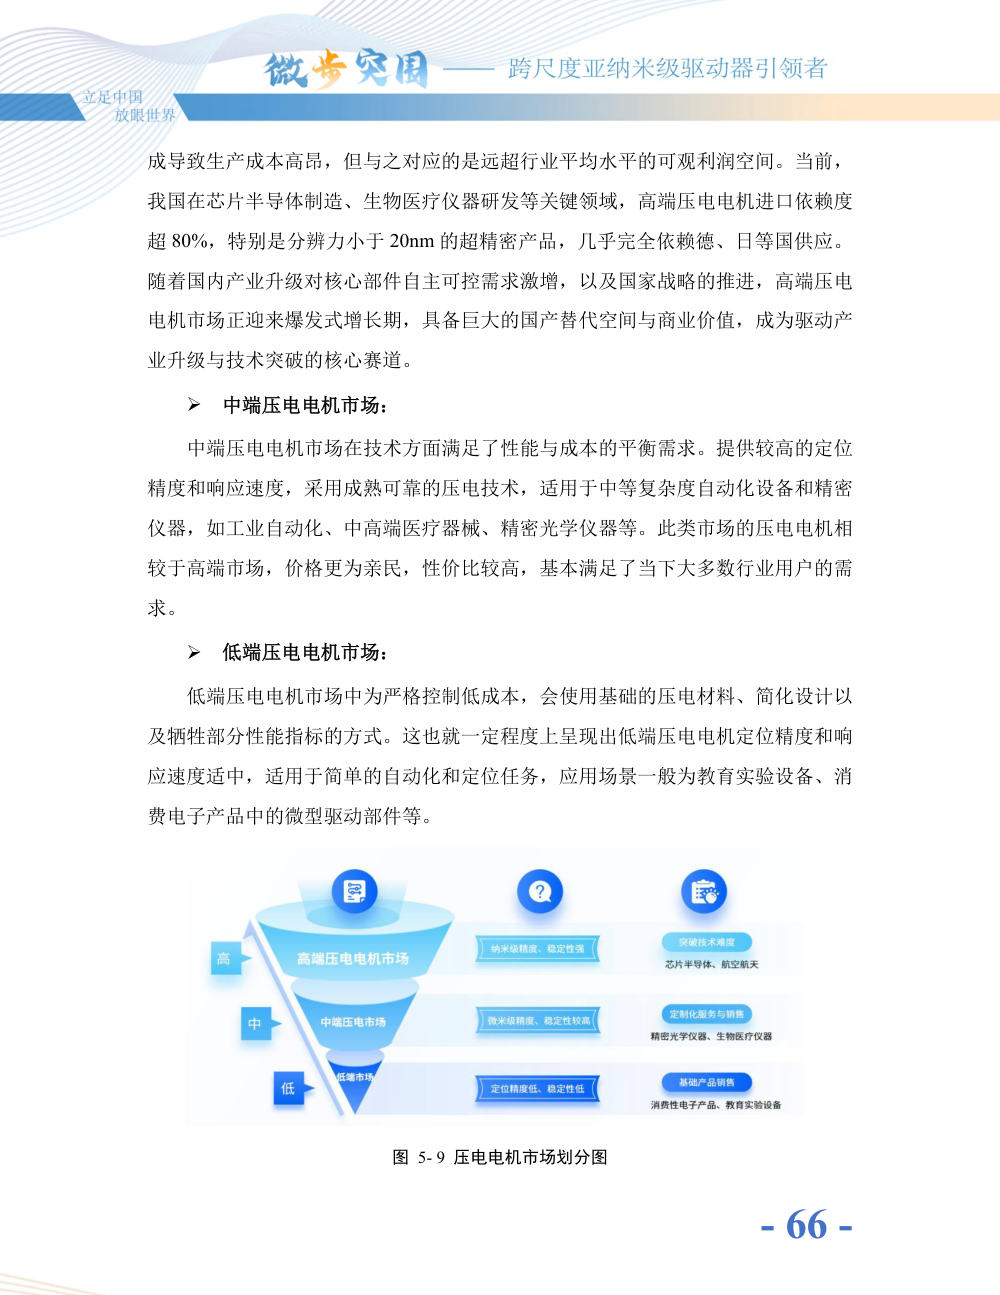 微步突围 —— 跨尺度亚纳米级驱动器引领者
立足中国
放眼世界
成导致生产成本高昂，但与之对应的是远超行业平均水平的可观利润空间。当前，
我国在芯片半导体制造、生物医疗仪器研发等关键领域，高端压电电机进口依赖度
超 80%，特别是分辨力小于 20nm 的超精密产品，几乎完全依赖德、日等国供应。
随着国内产业升级对核心部件自主可控需求激增，以及国家战略的推进，高端压电
电机市场正迎来爆发式增长期，具备巨大的国产替代空间与商业价值，成为驱动产
业升级与技术突破的核心赛道。
➢ 中端压电电机市场：
中端压电电机市场在技术方面满足了性能与成本的平衡需求。提供较高的定位
精度和响应速度，采用成熟可靠的压电技术，适用于中等复杂度自动化设备和精密
仪器，如工业自动化、中高端医疗器械、精密光学仪器等。此类市场的压电电机相
较于高端市场，价格更为亲民，性价比较高，基本满足了当下大多数行业用户的需
求。
➢ 低端压电电机市场：
低端压电电机市场中为严格控制低成本，会使用基础的压电材料、简化设计以
及牺牲部分性能指标的方式。这也就一定程度上呈现出低端压电电机定位精度和响
应速度适中，适用于简单的自动化和定位任务，应用场景一般为教育实验设备、消
费电子产品中的微型驱动部件等。
?
高
高端压电电机市场
纳米级精度、稳定性强
突破技术难度
芯片半导体、航空航天
中
中端压电市场
微米级精度、稳定性较高
定制化服务与销售
精密光学仪器、生物医疗仪器
低
低端市场
定位精度低、稳定性低
基础产品销售
消费性电子产品、教育实验设备
图 5- 9 压电电机市场划分图
- 66 -